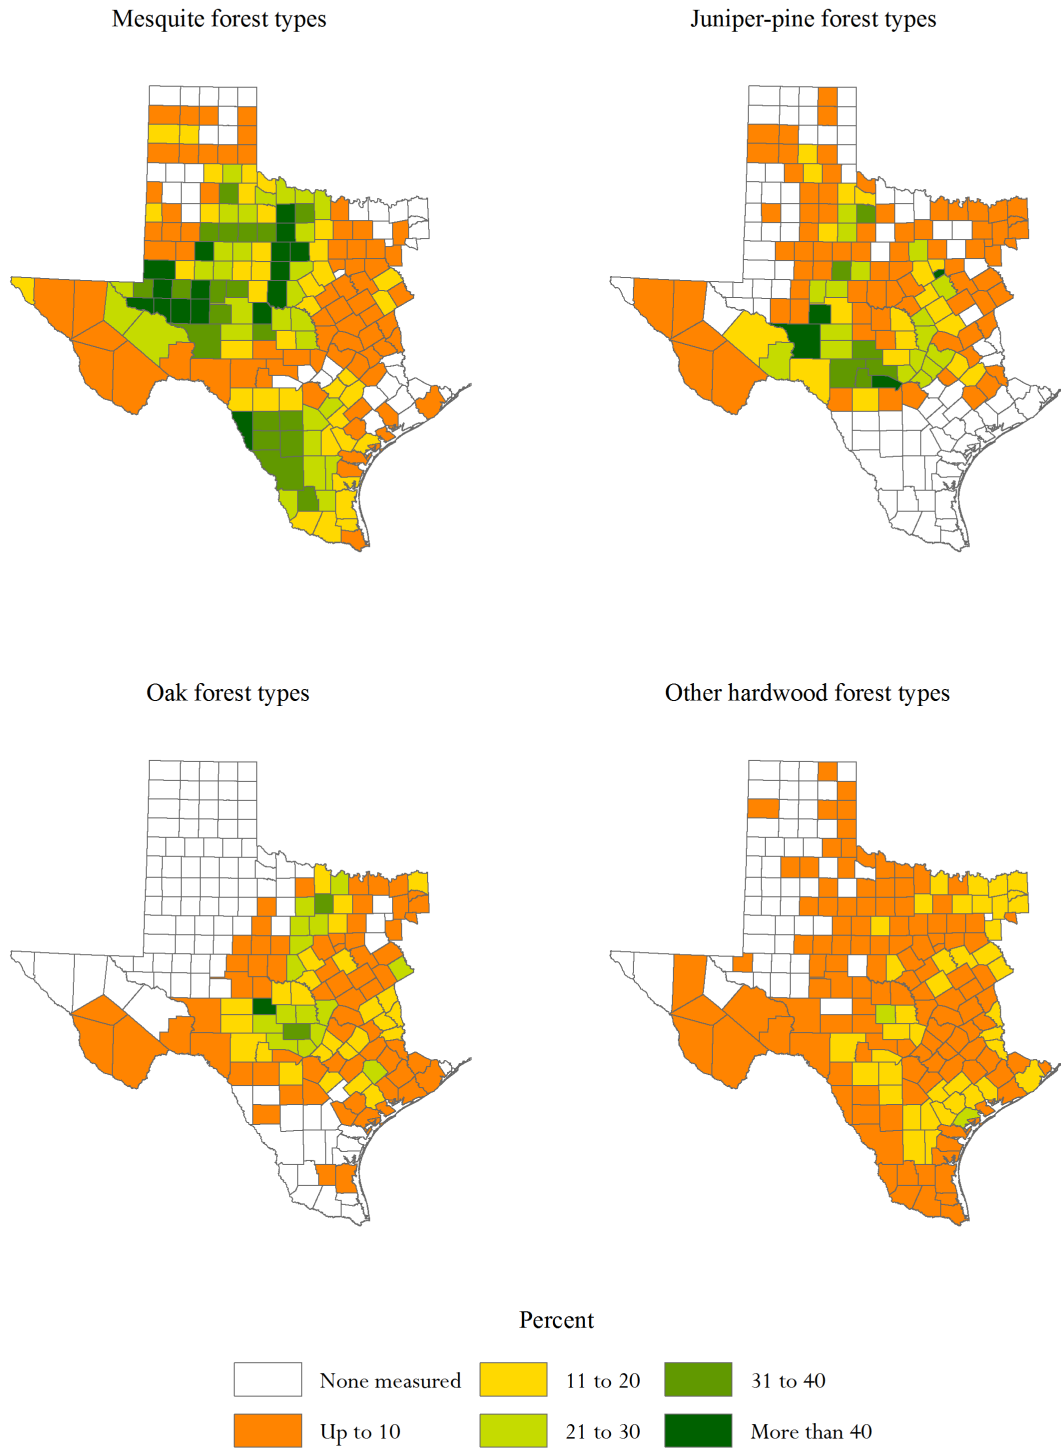 Mesquite forest types
Juniper-pine forest types
Oak forest types
Other hardwood forest types
Percent
None measured
11 to 20
31 to 40
Up to 10
21 to 30
More than 40